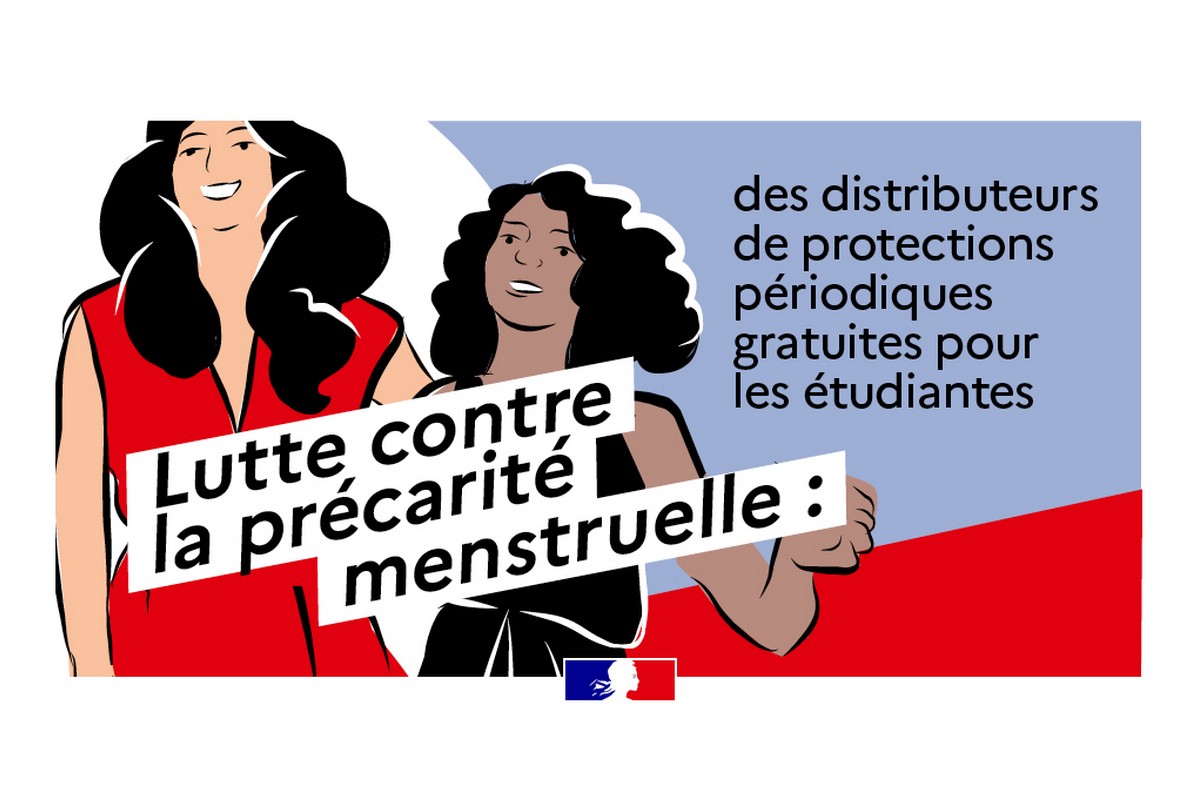 Lutte contre
la précarité
menstruelle :
des distributeurs
de protections
périodiques
gratuites pour
les étudiantes